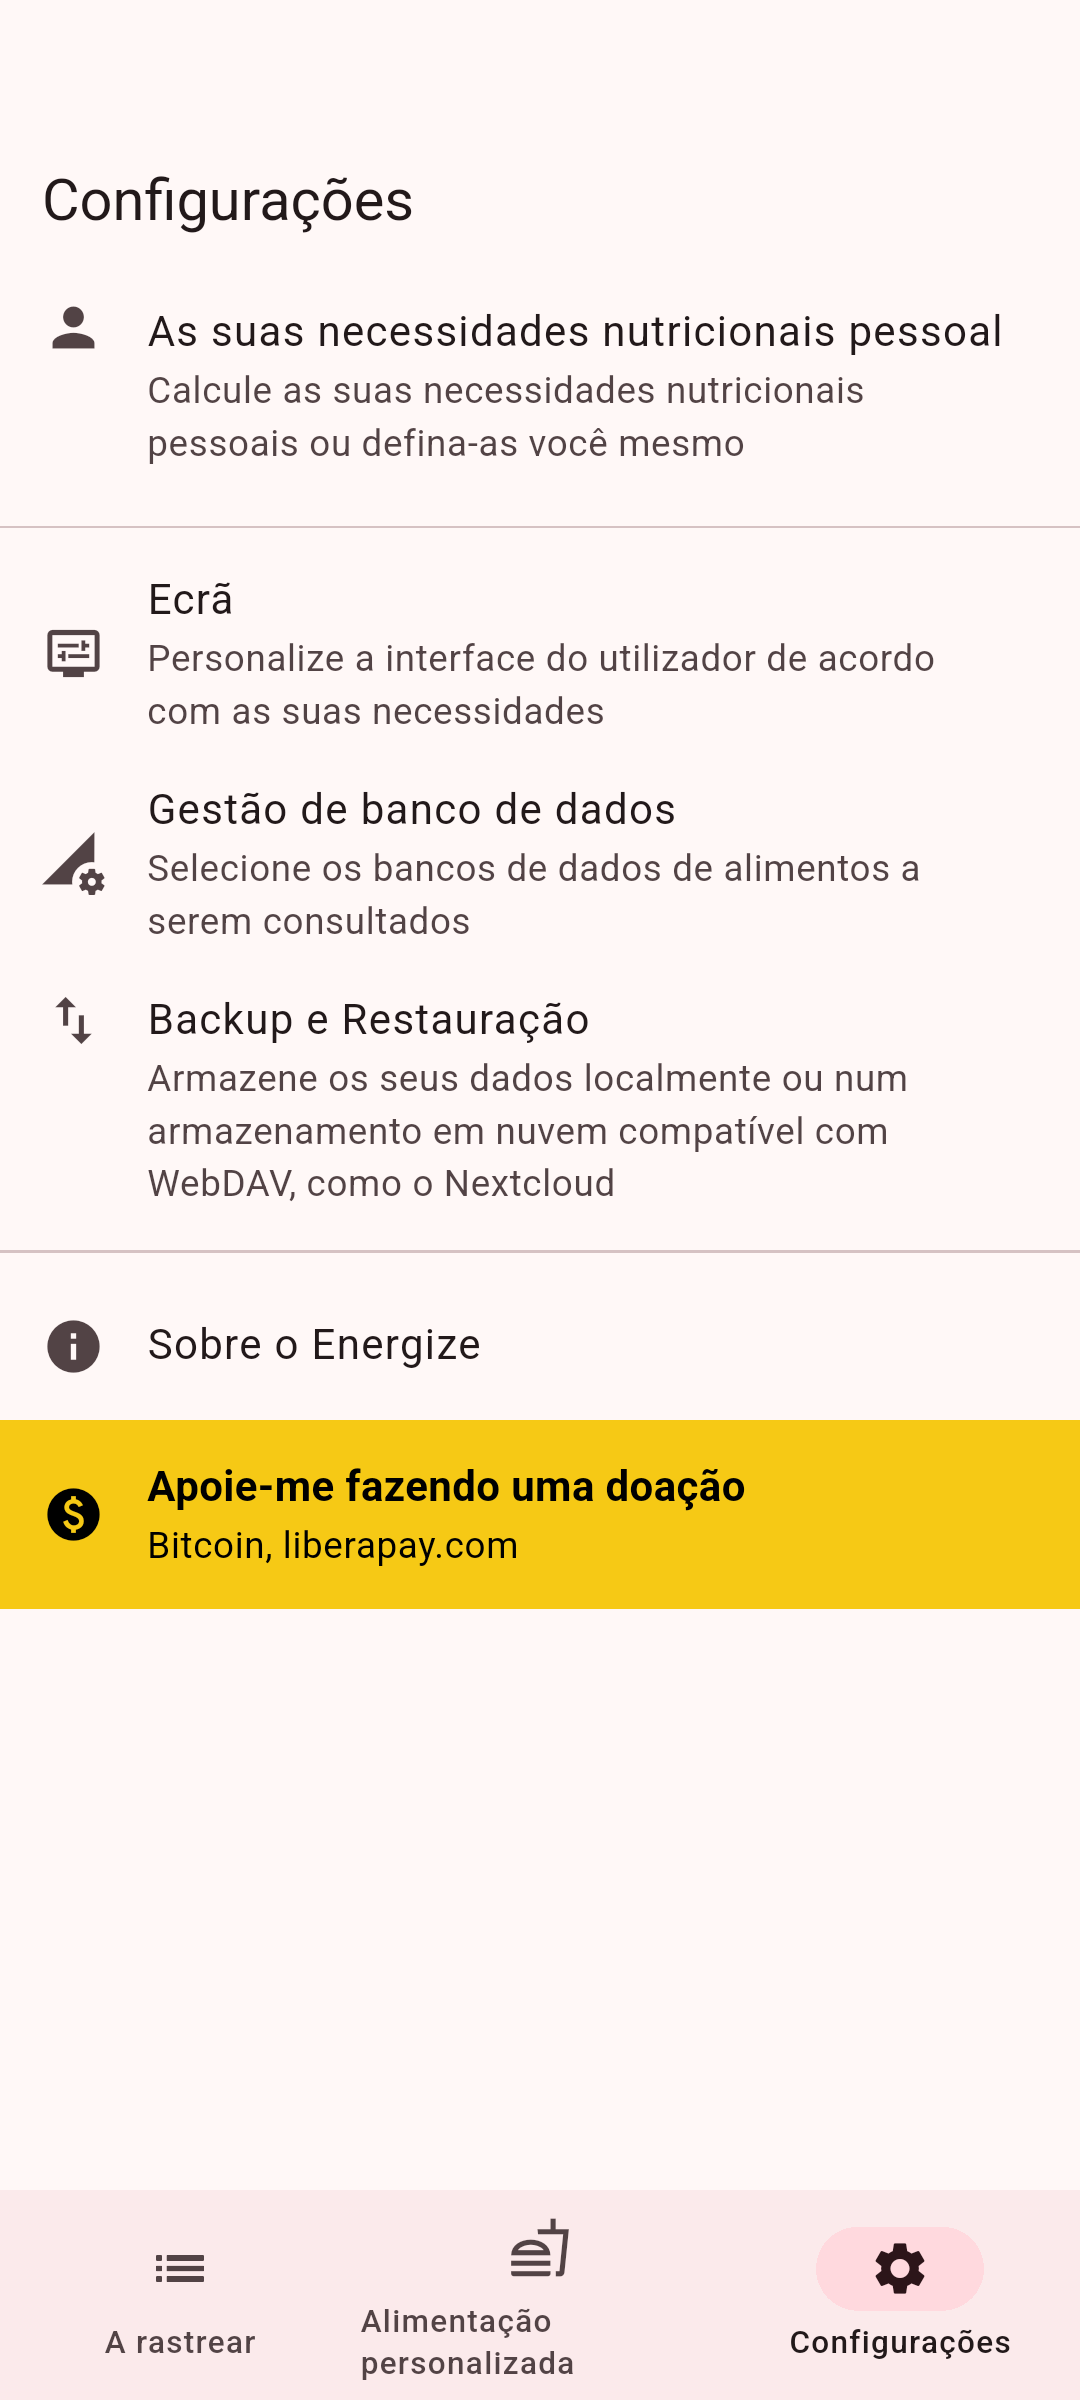 Configurações
As suas necessidades nutricionais pessoal
Calcule as suas necessidades nutricionais
pessoais ou defina-as você mesmo
Ecrã
Personalize a interface do utilizador de acordo
com as suas necessidades
Gestão de banco de dados
Selecione os bancos de dados de alimentos a
serem consultados
Backup e Restauração
Armazene os seus dados localmente ou num
armazenamento em nuvem compatível com
WebDAV, como o Nextcloud
Sobre o Energize
Apoie-me fazendo uma doação
Bitcoin, liberapay.com
A rastrear
Alimentação
personalizada
Configurações